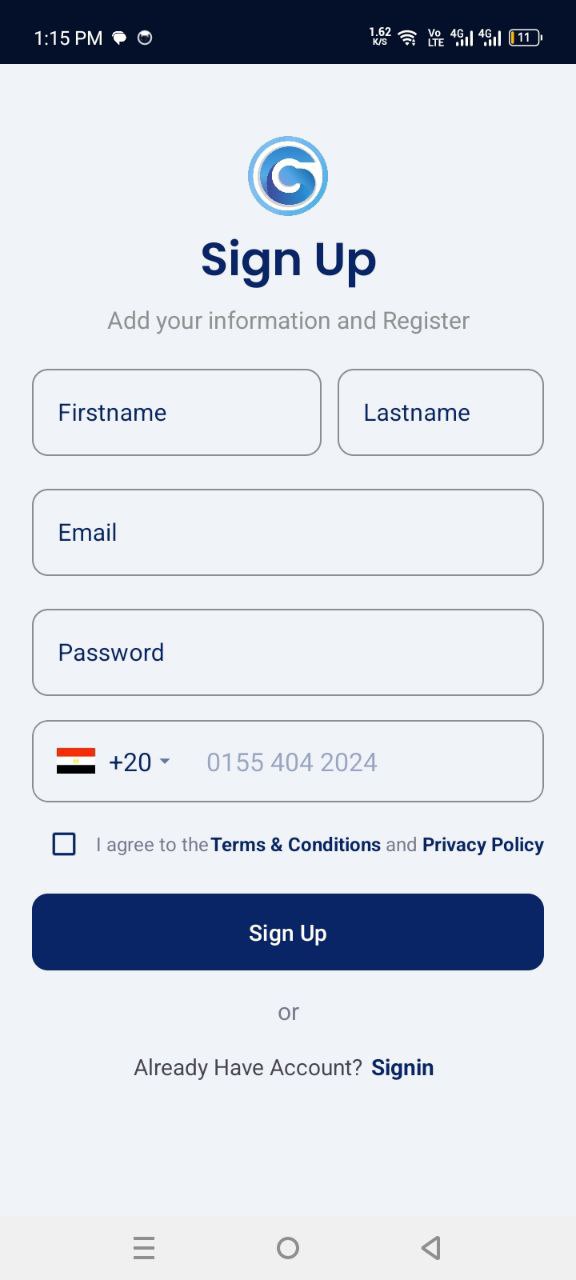 1:15 PM 1.62 K/S Vo LTE 4G 4G 11
Sign Up
Add your information and Register
Firstname Lastname
Email
Password
+20 0155 404 2024
I agree to the Terms & Conditions and Privacy Policy
Sign Up
or
Already Have Account? Signin